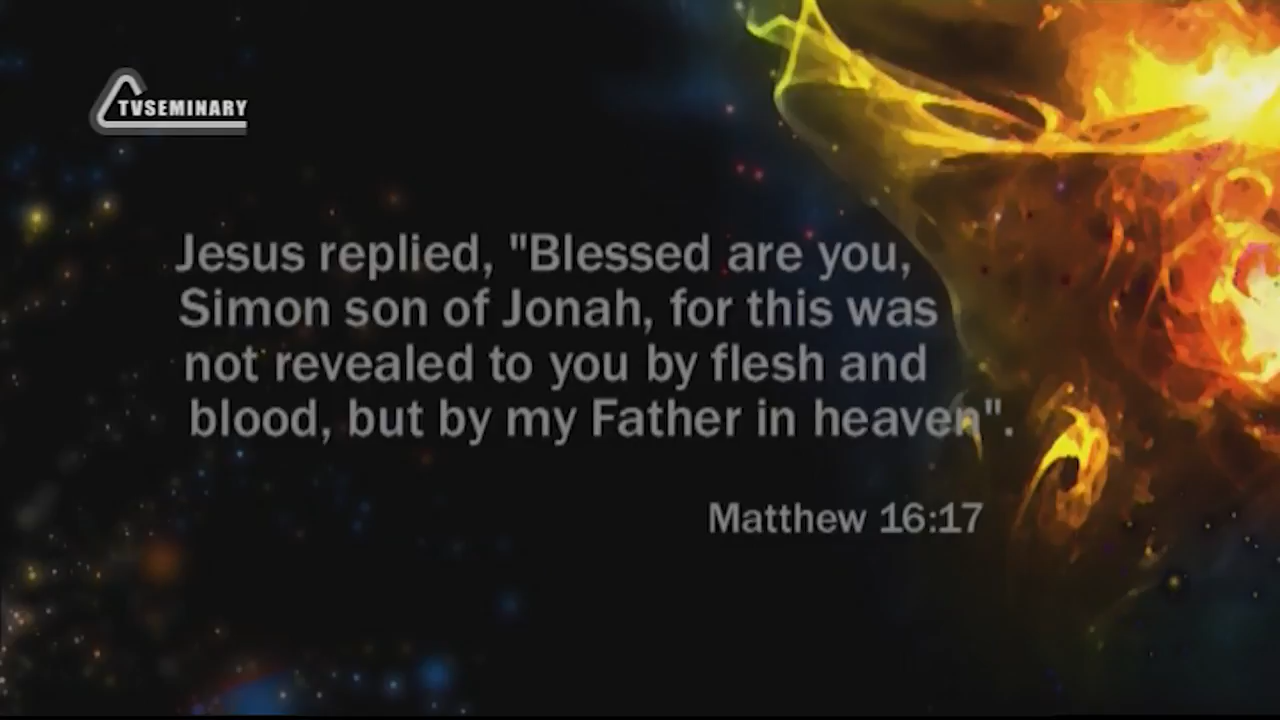 TVSEMINARY
Jesus replied, "Blessed are you,
Simon son of Jonah, for this was
not revealed to you by flesh and
blood, but by my Father in heaven".
Matthew 16:17